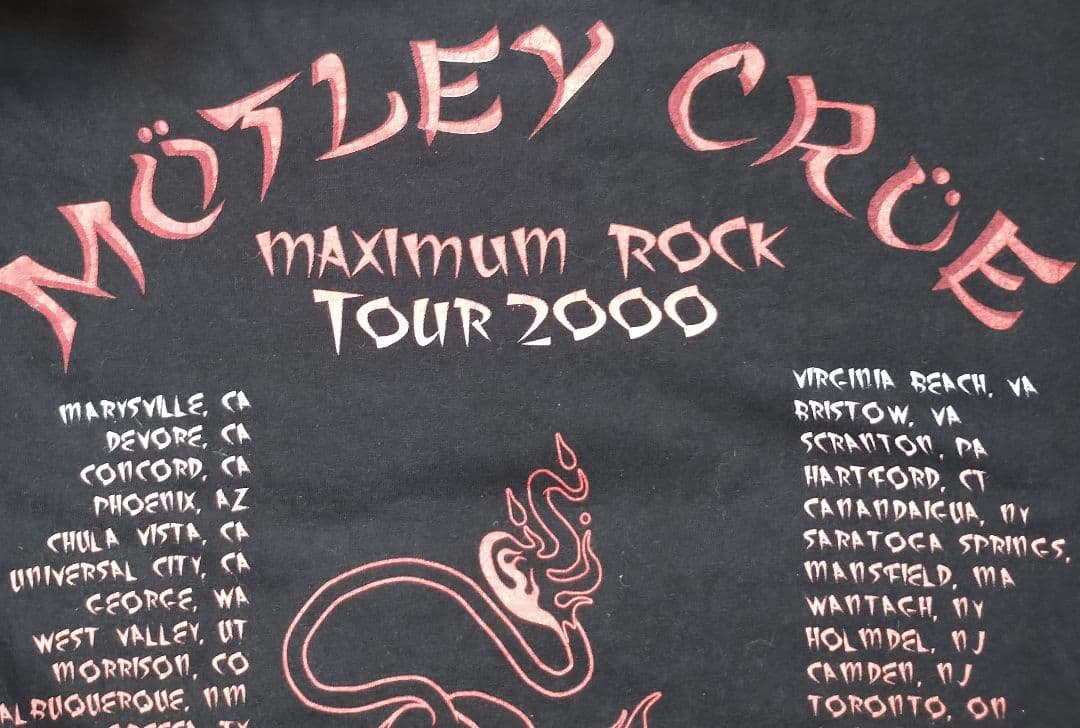 MÖTLEY CRÜE
MAXIMUM ROCK
TOUR 2000
MARYSVILLE, CA
DEVORE, CA
CONCORD, CA
PHOENIX, AZ
CHULA VISTA, CA
UNIVERSAL CITY, CA
GEORGE, WA
WEST VALLEY, UT
MORRISON, CO
ALBUQUERQUE, NM
TX
VIRGINIA BEACH, VA
BRISTOW, VA
SCRANTON, PA
HARTFORD, CT
CANANDAIGUA, NY
SARATOGA SPRINGS,
MANSFIELD, MA
WANTAGH, NY
HOLMDEL, NJ
CAMDEN, NJ
TORONTO, ON